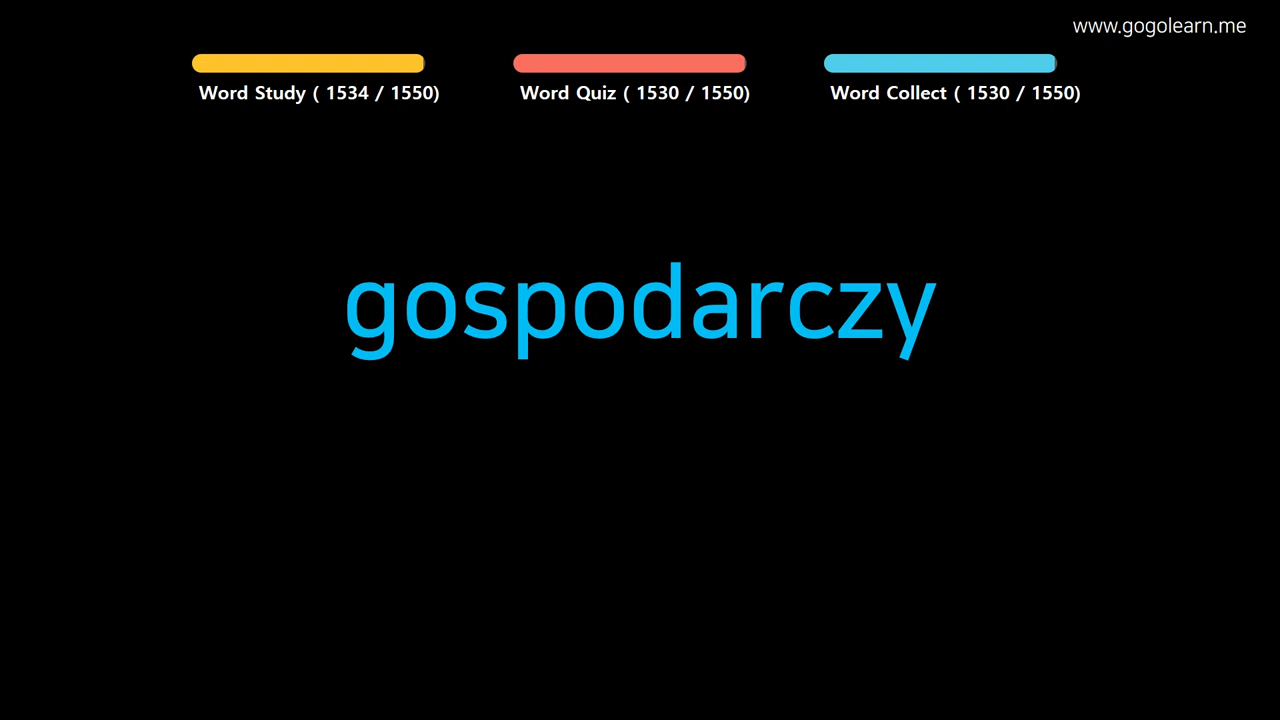 www.gogolearn.me
Word Study ( 1534 / 1550)
Word Quiz ( 1530 / 1550)
Word Collect ( 1530 / 1550)
gospodarczy